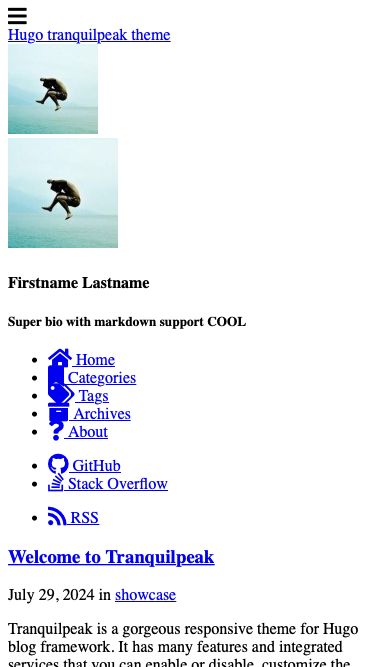 Hugo tranquilpeak theme
Firstname Lastname
Super bio with markdown support COOL
Home
Categories
Tags
Archives
About
GitHub
Stack Overflow
RSS
Welcome to Tranquilpeak
July 29, 2024 in showcase
Tranquilpeak is a gorgeous responsive theme for Hugo
blog framework. It has many features and integrated
services that you can enable or disable, customize the